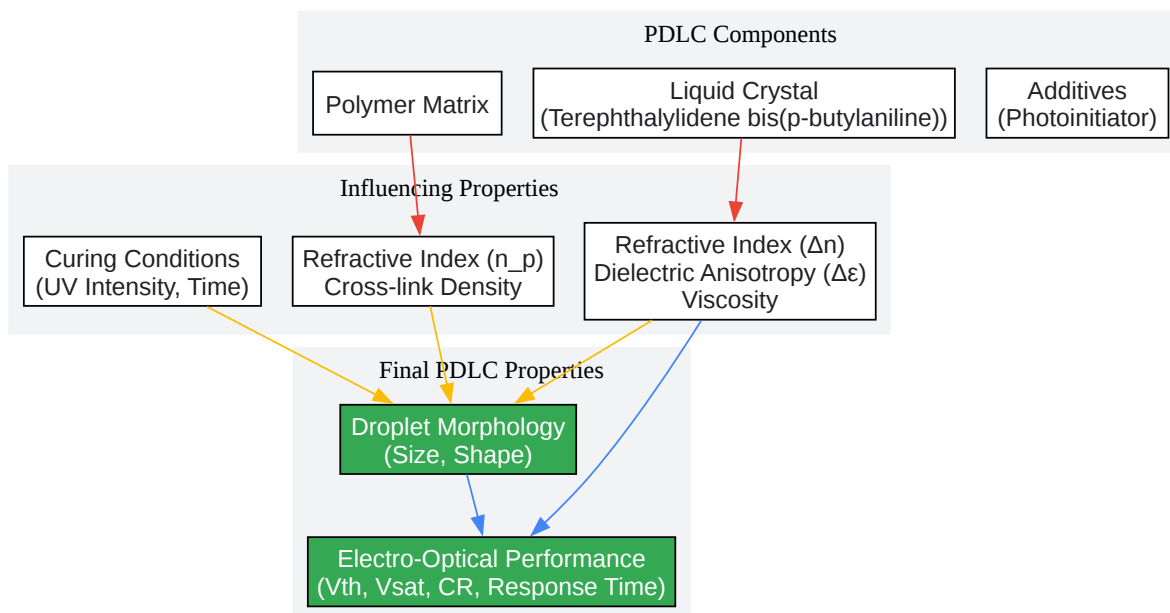 PDLC Components
Polymer Matrix
Liquid Crystal
(Terephthalylidene bis(p-butylaniline))
Additives
(Photoinitiator)
Influencing Properties
Curing Conditions
(UV Intensity, Time)
Refractive Index (n_p)
Cross-link Density
Refractive Index (Δn)
Dielectric Anisotropy (Δε)
Viscosity
Final PDLC Properties
Droplet Morphology
(Size, Shape)
Electro-Optical Performance
(Vth, Vsat, CR, Response Time)